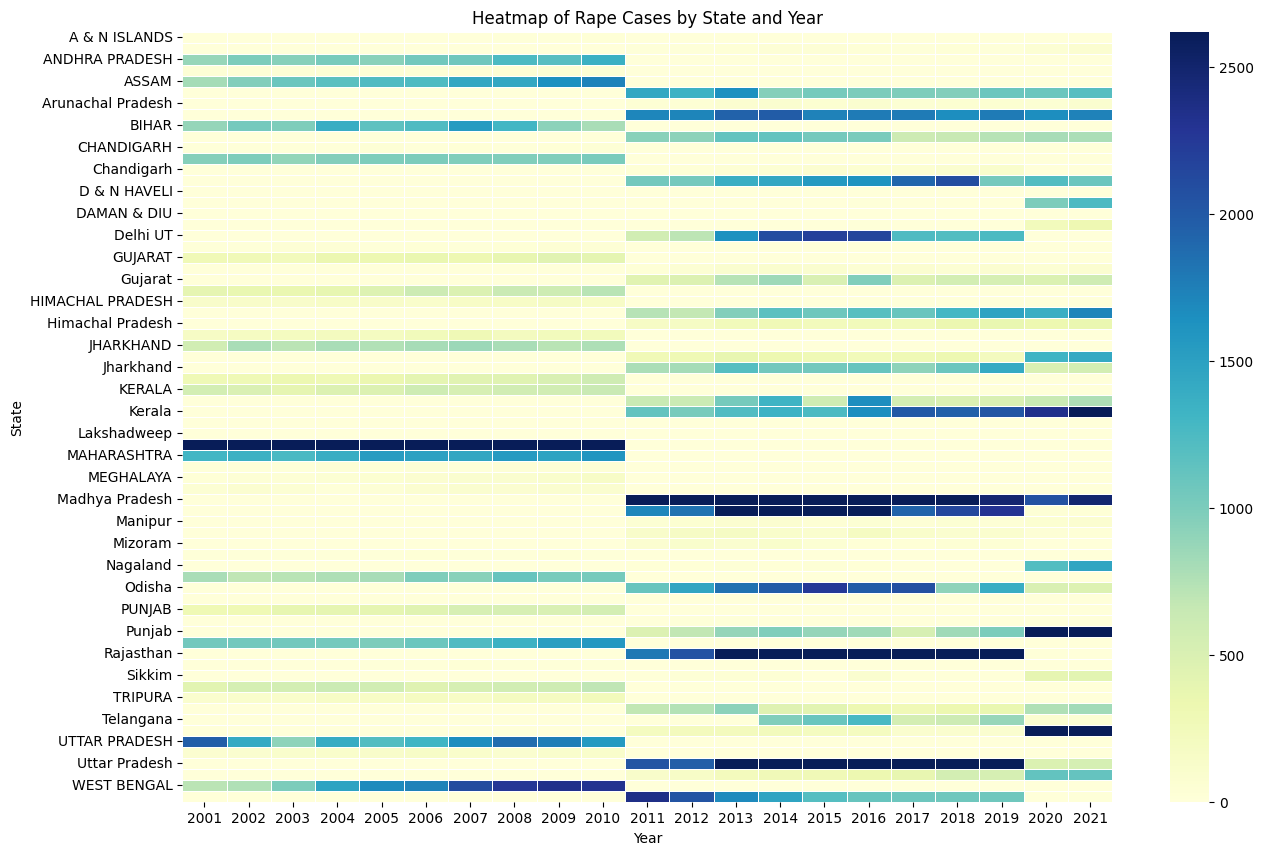 Heatmap of Rape Cases by State and Year
A & N ISLANDS
ANDHRA PRADESH
ASSAM
Arunachal Pradesh
BIHAR
CHANDIGARH
Chandigarh
D & N HAVELI
DAMAN & DIU
Delhi UT
GUJARAT
Gujarat
HIMACHAL PRADESH
Himachal Pradesh
JHARKHAND
Jharkhand
KERALA
Kerala
Lakshadweep
MAHARASHTRA
MEGHALAYA
Madhya Pradesh
Manipur
Mizoram
Nagaland
Odisha
PUNJAB
Punjab
Rajasthan
Sikkim
TRIPURA
Telangana
UTTAR PRADESH
Uttar Pradesh
WEST BENGAL
State
2001 2002 2003 2004 2005 2006 2007 2008 2009 2010 2011 2012 2013 2014 2015 2016 2017 2018 2019 2020 2021
Year
2500
2000
1500
1000
500
0